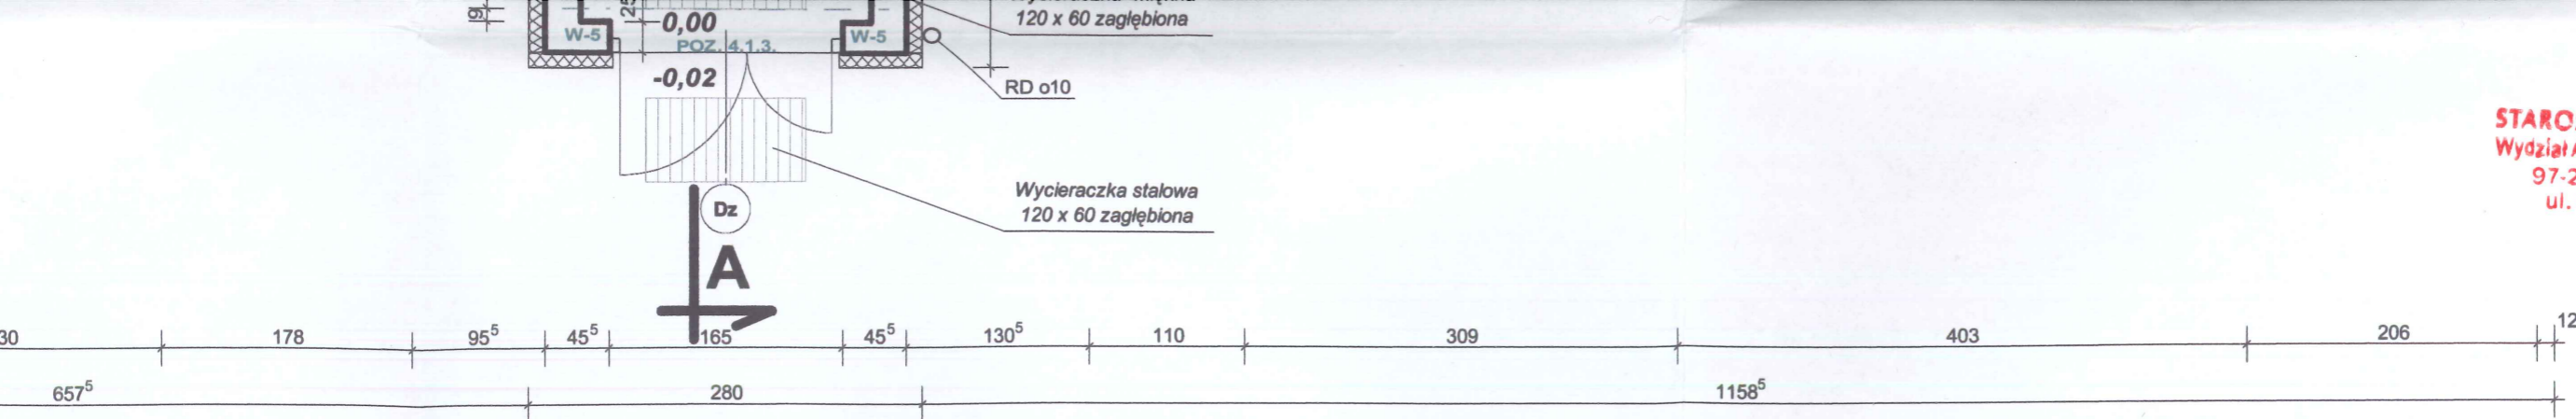 9
25
0,00
120 x 60 zagłębiona
W-5
W-5
POZ. 4.1.3.
-0,02
RD o10
STARO
Wydział A
97-2
ul.
Wycieraczka stalowa
120 x 60 zagłębiona
Dz
A
30 178 95⁵ 45⁵ 165 45⁵ 130⁵ 110 309 403 206 12
657⁵ 280 1158⁵